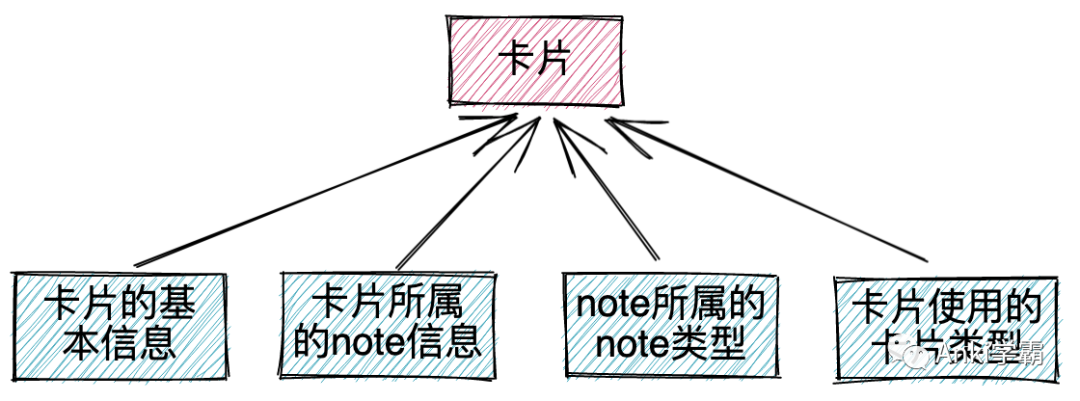 卡片
卡片的基
本信息
卡片所属
的note信息
note所属的
note类型
卡片使用的
卡片类型
Anki学霸